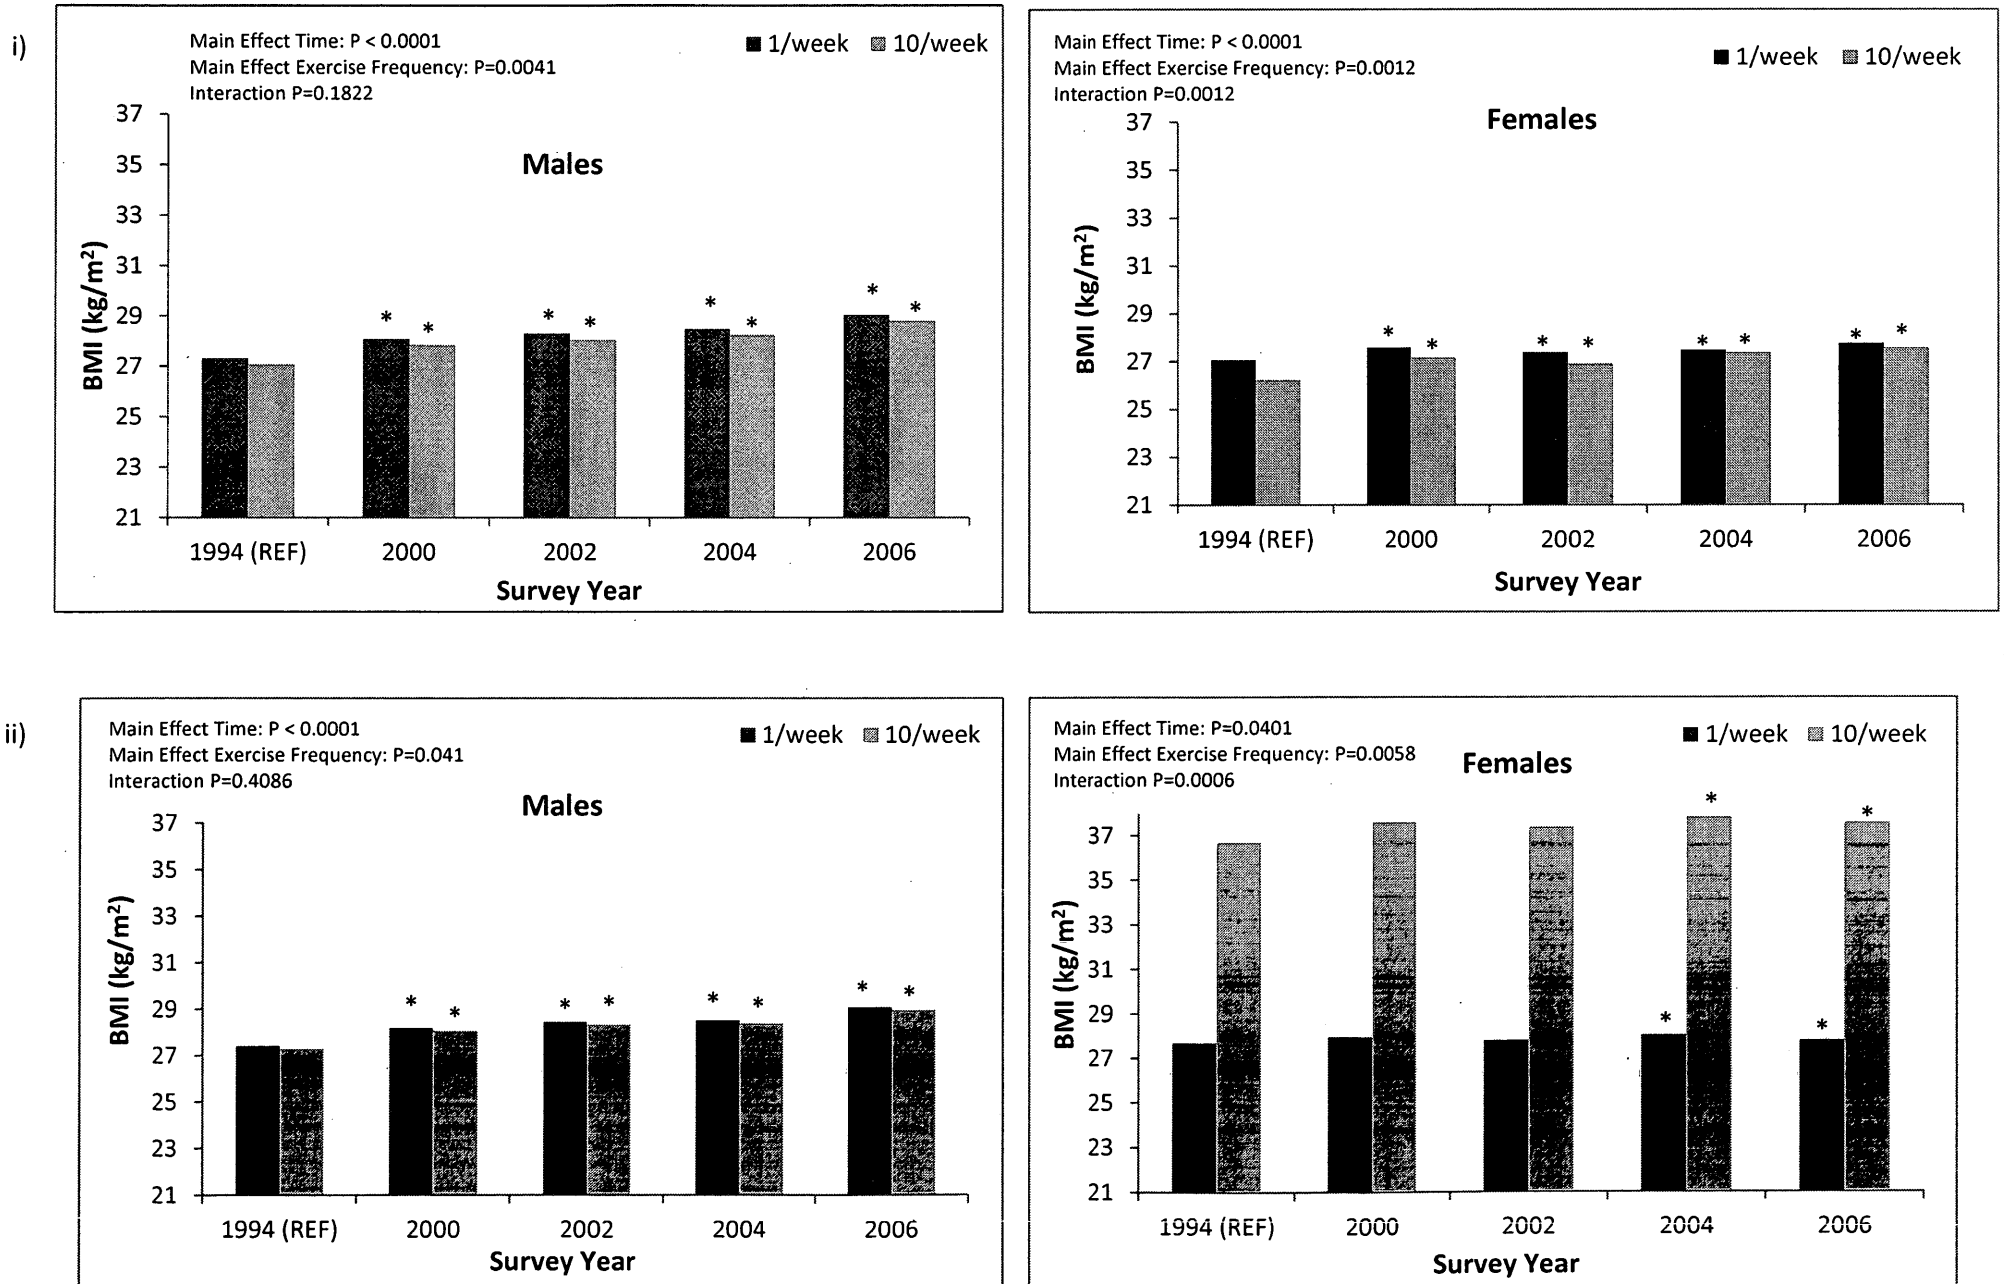 i)
Main Effect Time: P < 0.0001
Main Effect Exercise Frequency: P=0.0041
Interaction P=0.1822
1/week 10/week
Males
37
35
33
31
29
27
25
23
21
BMI (kg/m²)
* * * * * * * *
1994 (REF) 2000 2002 2004 2006
Survey Year
Main Effect Time: P < 0.0001
Main Effect Exercise Frequency: P=0.0012
Interaction P=0.0012
1/week 10/week
Females
37
35
33
31
29
27
25
23
21
BMI (kg/m²)
* * * * * * * *
1994 (REF) 2000 2002 2004 2006
Survey Year
ii)
Main Effect Time: P < 0.0001
Main Effect Exercise Frequency: P=0.041
Interaction P=0.4086
1/week 10/week
Males
37
35
33
31
29
27
25
23
21
BMI (kg/m²)
* * * * * * * *
1994 (REF) 2000 2002 2004 2006
Survey Year
Main Effect Time: P=0.0401
Main Effect Exercise Frequency: P=0.0058
Interaction P=0.0006
1/week 10/week
Females
37
35
33
31
29
27
25
23
21
BMI (kg/m²)
* * * *
1994 (REF) 2000 2002 2004 2006
Survey Year